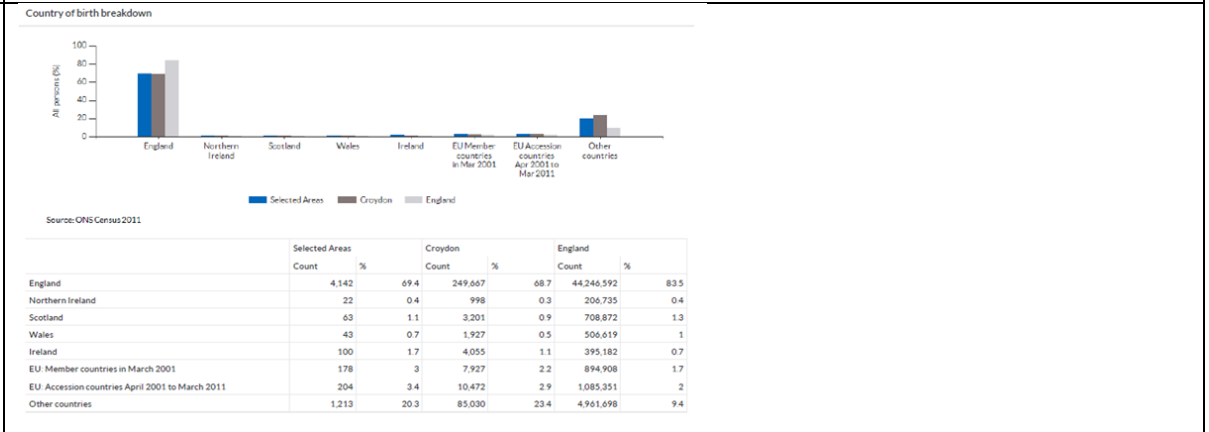 Country of birth breakdown
100
80
60
40
20
0
All persons (%)
England
Northern Ireland
Scotland
Wales
Ireland
EU Member countries in Mar 2001
EU Accession countries Apr 2001 to Mar 2011
Other countries
Selected Areas Croydon England
Source: ONS Census 2011
Selected Areas Croydon England
Count % Count % Count %
England 4,142 69.4 249,667 68.7 44,246,592 83.5
Northern Ireland 22 0.4 998 0.3 206,735 0.4
Scotland 63 1.1 3,201 0.9 708,872 1.3
Wales 43 0.7 1,927 0.5 506,619 1
Ireland 100 1.7 4,055 1.1 395,182 0.7
EU: Member countries in March 2001 178 3 7,927 2.2 894,908 1.7
EU: Accession countries April 2001 to March 2011 204 3.4 10,472 2.9 1,085,351 2
Other countries 1,213 20.3 85,030 23.4 4,961,698 9.4